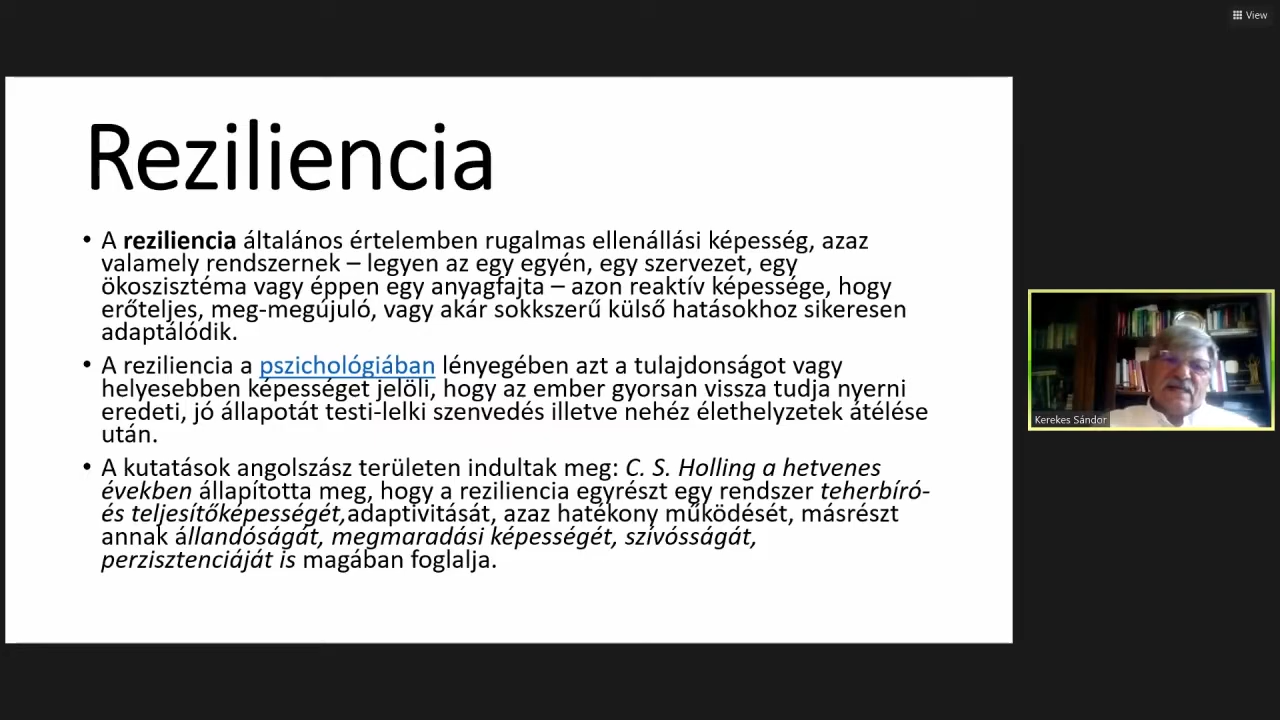 View
Reziliencia
• A reziliencia általános értelemben rugalmas ellenállási képesség, azaz
valamely rendszernek – legyen az egy egyén, egy szervezet, egy
ökoszisztéma vagy éppen egy anyagfajta – azon reaktív képessége, hogy
erőteljes, meg-megújuló, vagy akár sokkszerű külső hatásokhoz sikeresen
adaptálódik.
• A reziliencia a pszichológiában lényegében azt a tulajdonságot vagy
helyesebben képességet jelöli, hogy az ember gyorsan vissza tudja nyerni
eredeti, jó állapotát testi-lelki szenvedés illetve nehéz élethelyzetek átélése
után.
• A kutatások angolszász területen indultak meg: C. S. Holling a hetvenes
években állapította meg, hogy a reziliencia egyrészt egy rendszer teherbíró-
és teljesítőképességét,adaptivitását, azaz hatékony működését, másrészt
annak állandóságát, megmaradási képességét, szívósságát,
perzisztenciáját is magában foglalja.
Kerekes Sándor